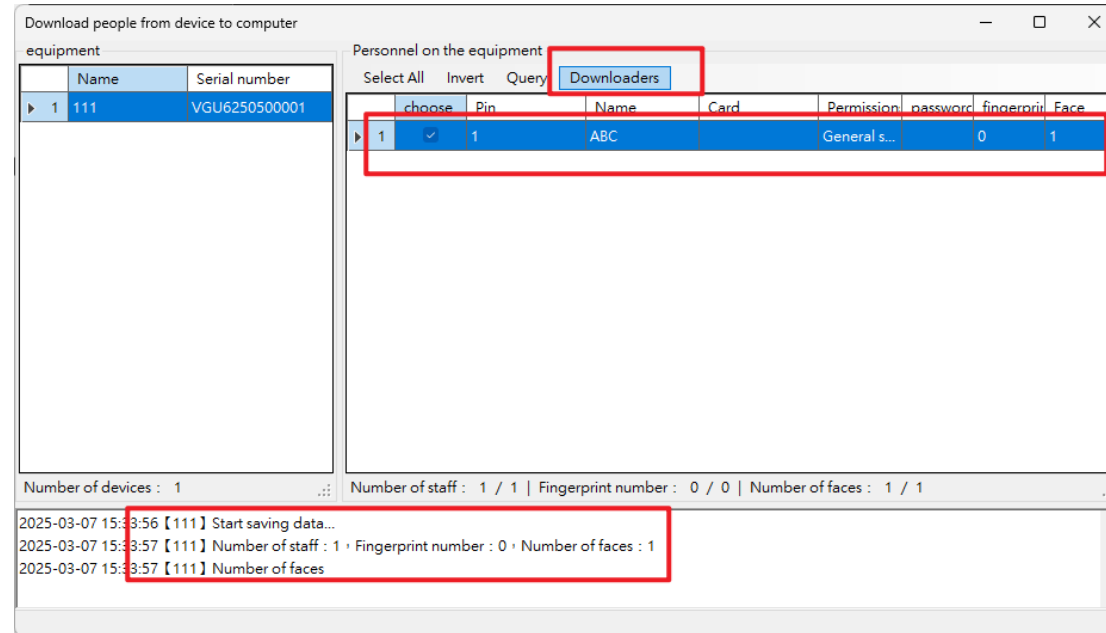 Download people from device to computer
equipment
Name Serial number
1 111 VGU6250500001
Number of devices : 1
Personnel on the equipment
Select All Invert Query Downloaders
choose Pin Name Card Permission password fingerprin Face
1 1 ABC General s... 0 1
Number of staff : 1 / 1 | Fingerprint number : 0 / 0 | Number of faces : 1 / 1
2025-03-07 15:33:56【111】Start saving data...
2025-03-07 15:33:57【111】Number of staff : 1，Fingerprint number : 0，Number of faces : 1
2025-03-07 15:33:57【111】Number of faces